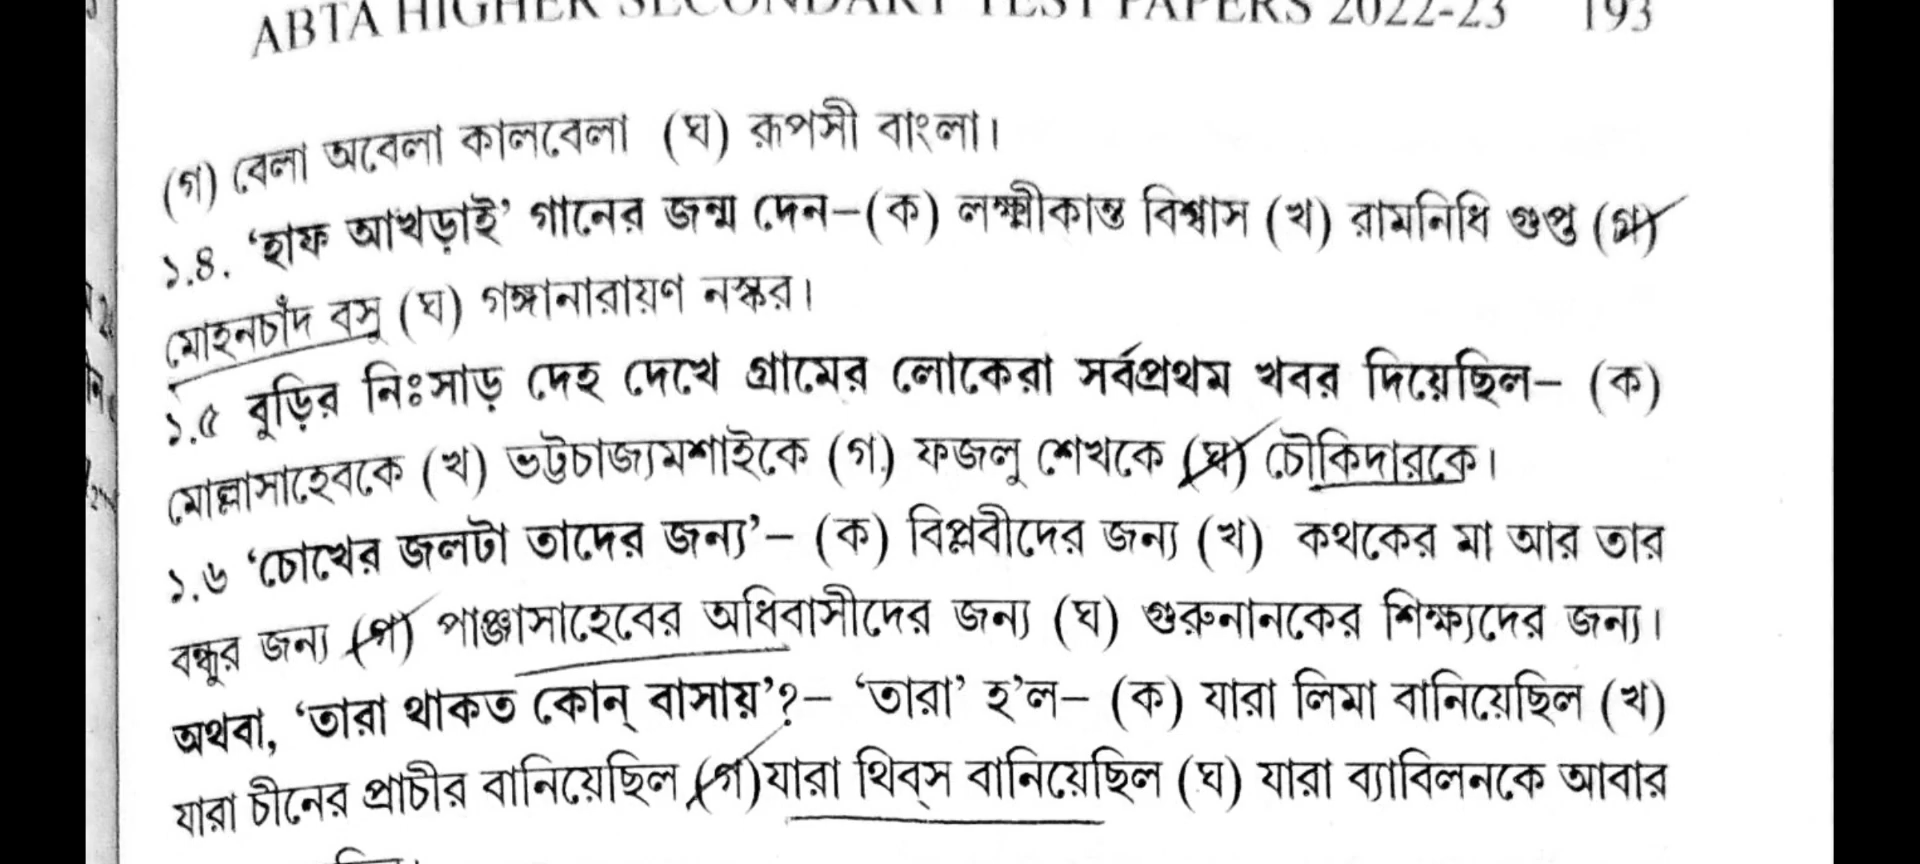 ABTA HIGHER SECONDARY TEST PAPERS 2022-23 193
(গ) বেলা অবেলা কালবেলা (ঘ) রূপসী বাংলা।
১.৪. ‘হাফ আখড়াই’ গানের জন্ম দেন–(ক) লক্ষ্মীকান্ত বিশ্বাস (খ) রামনিধি গুপ্ত (গ)
মোহনচাঁদ বসু (ঘ) গঙ্গানারায়ণ নস্কর।
১.৫ বুড়ির নিঃসাড় দেহ দেখে গ্রামের লোকেরা সর্বপ্রথম খবর দিয়েছিল– (ক)
মোল্লাসাহেবকে (খ) ভট্টচাজ্যমশাইকে (গ) ফজলু শেখকে (ঘ) চৌকিদারকে।
১.৬ ‘চোখের জলটা তাদের জন্য’– (ক) বিপ্লবীদের জন্য (খ) কথকের মা আর তার
বন্ধুর জন্য (গ) পাঞ্জাসাহেবের অধিবাসীদের জন্য (ঘ) গুরুনানকের শিক্ষ্যদের জন্য।
অথবা, ‘তারা থাকত কোন্ বাসায়’?– ‘তারা’ হ’ল– (ক) যারা লিমা বানিয়েছিল (খ)
যারা চীনের প্রাচীর বানিয়েছিল (গ) যারা থিব্‌স বানিয়েছিল (ঘ) যারা ব্যাবিলনকে আবার